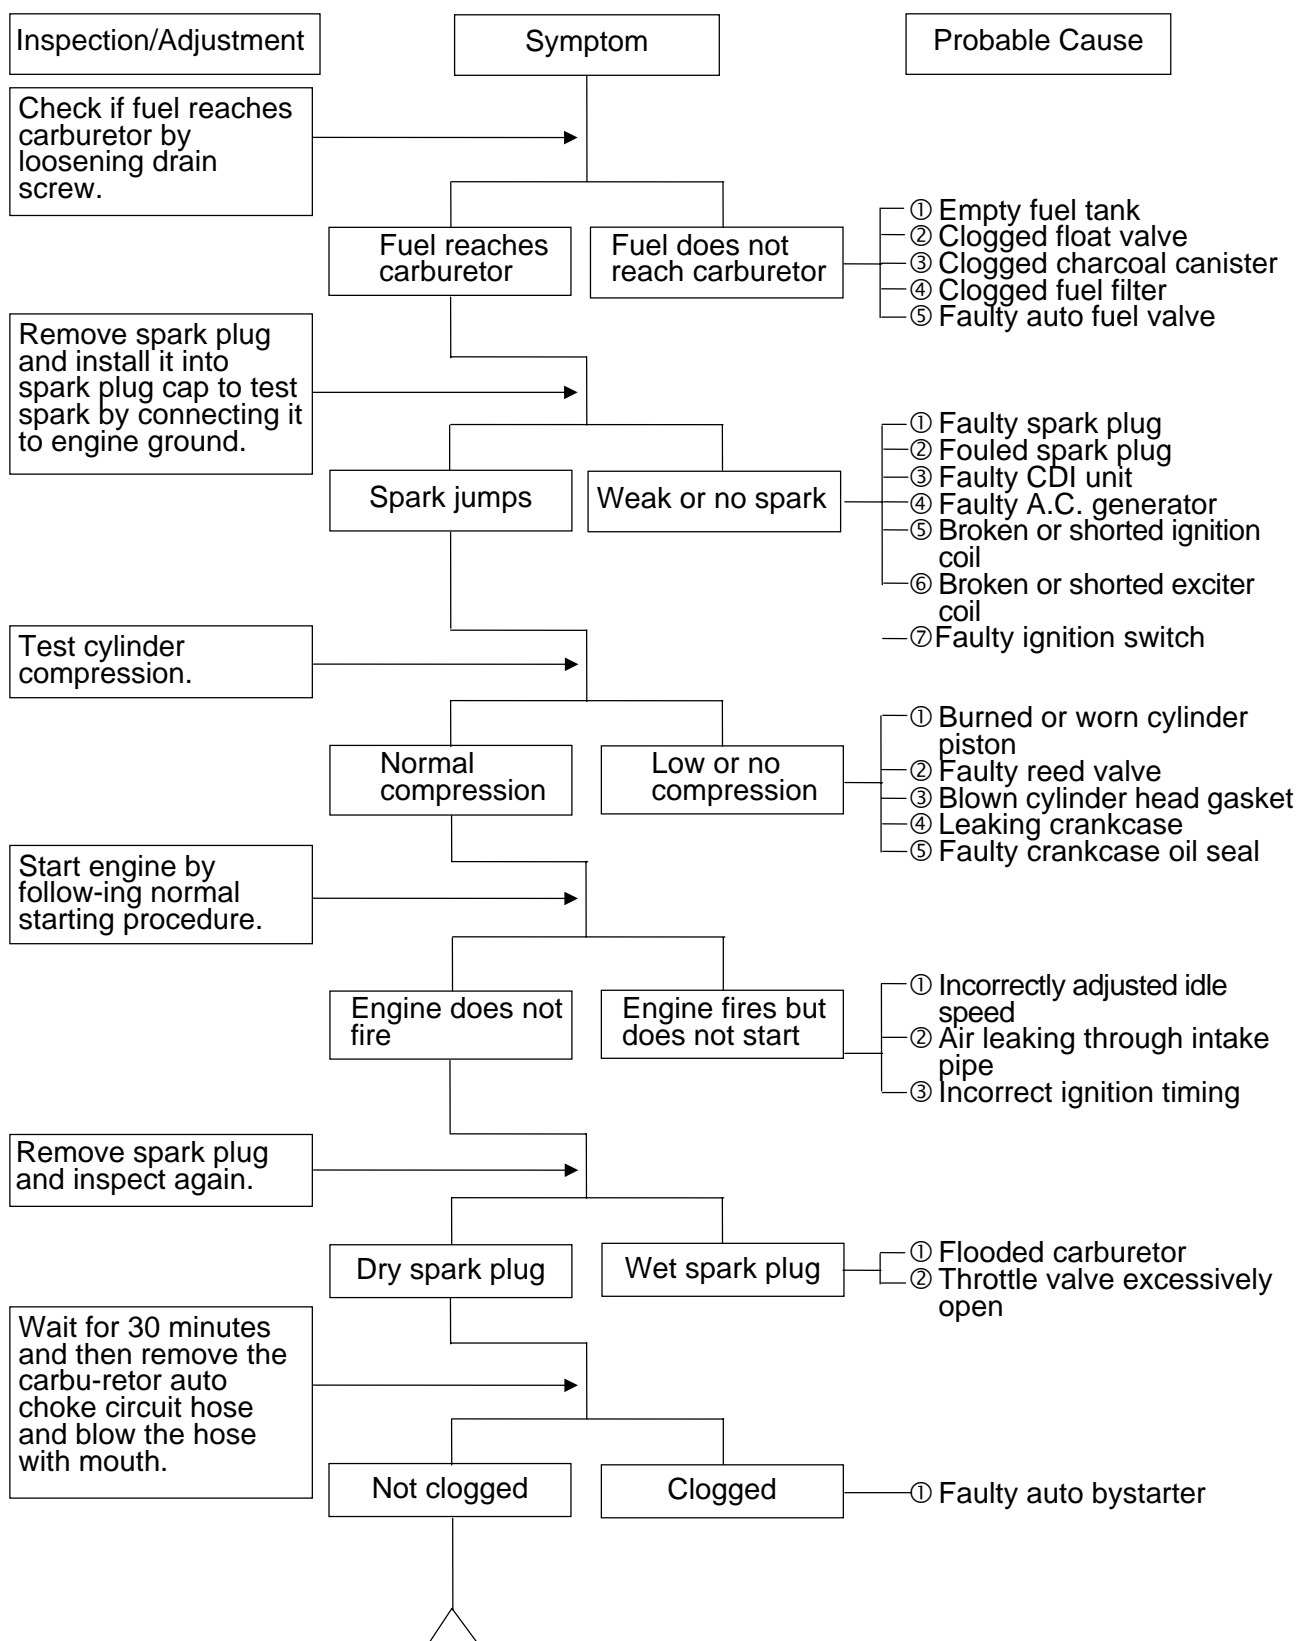 Inspection/Adjustment
Symptom
Probable Cause
Check if fuel reaches
carburetor by
loosening drain
screw.
Fuel reaches
carburetor
Fuel does not
reach carburetor
① Empty fuel tank
② Clogged float valve
③ Clogged charcoal canister
④ Clogged fuel filter
⑤ Faulty auto fuel valve
Remove spark plug
and install it into
spark plug cap to test
spark by connecting it
to engine ground.
Spark jumps
Weak or no spark
① Faulty spark plug
② Fouled spark plug
③ Faulty CDI unit
④ Faulty A.C. generator
⑤ Broken or shorted ignition
coil
⑥ Broken or shorted exciter
coil
⑦Faulty ignition switch
Test cylinder
compression.
Normal
compression
Low or no
compression
① Burned or worn cylinder
piston
② Faulty reed valve
③ Blown cylinder head gasket
④ Leaking crankcase
⑤ Faulty crankcase oil seal
Start engine by
follow-ing normal
starting procedure.
Engine does not
fire
Engine fires but
does not start
① Incorrectly adjusted idle
speed
② Air leaking through intake
pipe
③ Incorrect ignition timing
Remove spark plug
and inspect again.
Dry spark plug
Wet spark plug
① Flooded carburetor
② Throttle valve excessively
open
Wait for 30 minutes
and then remove the
carbu-retor auto
choke circuit hose
and blow the hose
with mouth.
Not clogged
Clogged
① Faulty auto bystarter